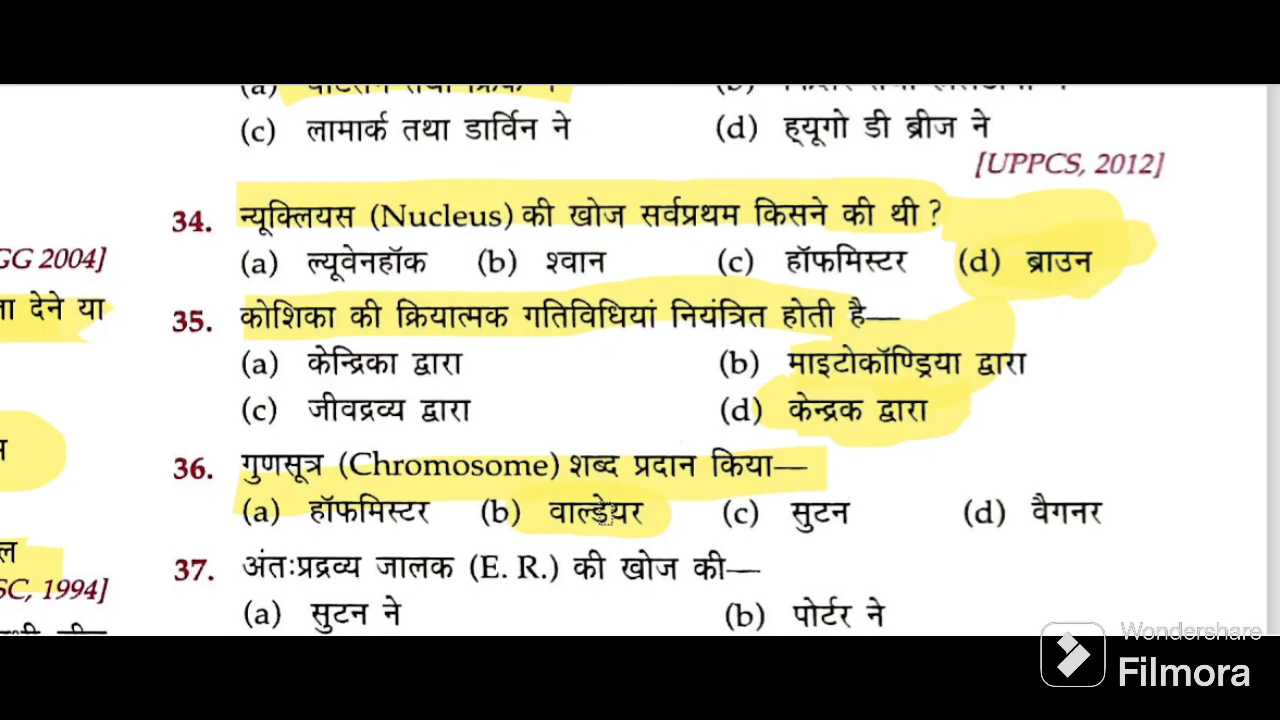 (a) वाटसन तथा क्रिक ने
(c) लामार्क तथा डार्विन ने (d) ह्यूगो डी ब्रीज ने
[UPPCS, 2012]
34. न्यूक्लियस (Nucleus) की खोज सर्वप्रथम किसने की थी ?
GG 2004]
(a) ल्यूवेनहॉक (b) श्वान (c) हॉफमिस्टर (d) ब्राउन
ता देने या
35. कोशिका की क्रियात्मक गतिविधियां नियंत्रित होती है—
(a) केन्द्रिका द्वारा (b) माइटोकॉण्ड्रिया द्वारा
(c) जीवद्रव्य द्वारा (d) केन्द्रक द्वारा
36. गुणसूत्र (Chromosome) शब्द प्रदान किया—
(a) हॉफमिस्टर (b) वाल्डेयर (c) सुटन (d) वैगनर
SC, 1994]
37. अंतःप्रद्रव्य जालक (E. R.) की खोज की—
(a) सुटन ने (b) पोर्टर ने
Wondershare
Filmora